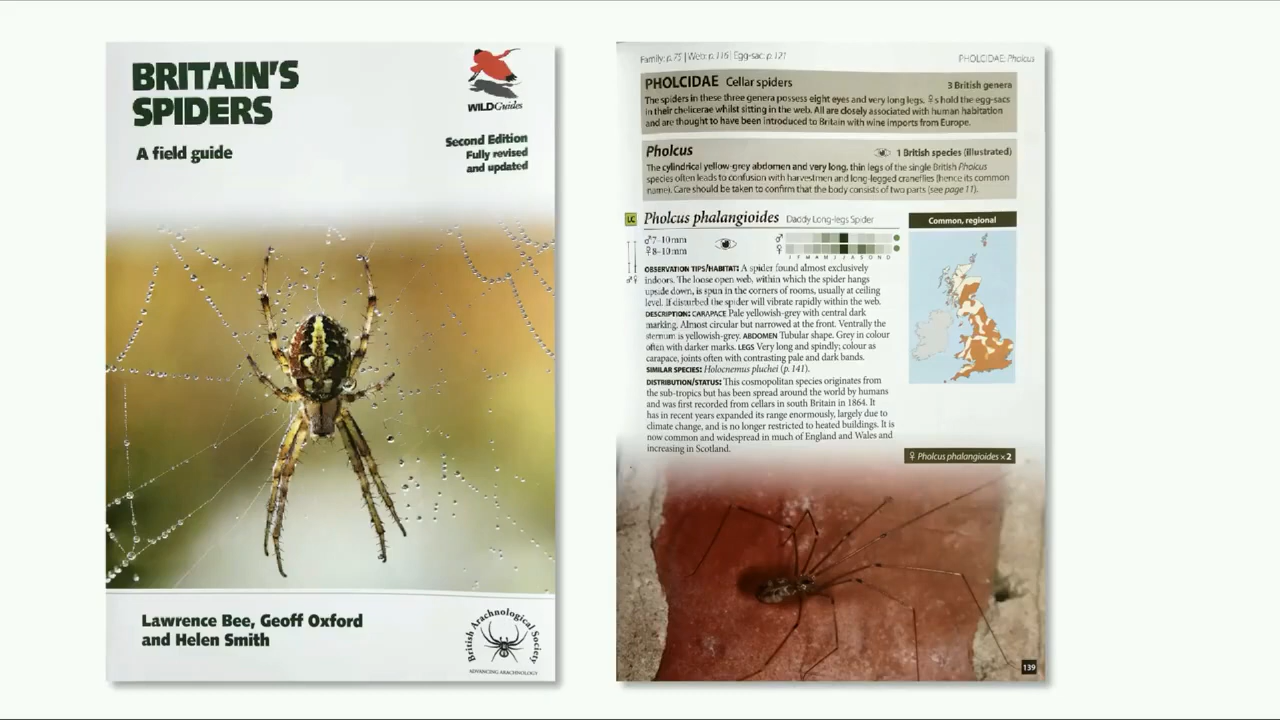 BRITAIN'S
SPIDERS
A field guide
WILDGuides
Second Edition
Fully revised
and updated
Lawrence Bee, Geoff Oxford
and Helen Smith
British Arachnological Society
ADVANCING ARACHNOLOGY
Family: p.75 | Web: p.116 | Egg-sac: p.121
PHOLCIDAE: Pholcus
PHOLCIDAE Cellar spiders
3 British genera
The spiders in these three genera possess eight eyes and very long legs. ♀s hold the egg-sacs
in their chelicerae whilst sitting in the web. All are closely associated with human habitation
and are thought to have been introduced to Britain with wine imports from Europe.
Pholcus
1 British species (illustrated)
The cylindrical yellow-grey abdomen and very long, thin legs of the single British Pholcus
species often leads to confusion with harvestmen and long-legged craneflies (hence its common
name). Care should be taken to confirm that the body consists of two parts (see page 11).
LC
Pholcus phalangioides Daddy Long-legs Spider
♂7–10mm
♀8–10mm
♂
♀
J F M A M J J A S O N D
♂♀
OBSERVATION TIPS/HABITAT: A spider found almost exclusively
indoors. The loose open web, within which the spider hangs
upside down, is spun in the corners of rooms, usually at ceiling
level. If disturbed the spider will vibrate rapidly within the web.
DESCRIPTION: CARAPACE Pale yellowish-grey with central dark
marking. Almost circular but narrowed at the front. Ventrally the
sternum is yellowish-grey. ABDOMEN Tubular shape. Grey in colour
often with darker marks. LEGS Very long and spindly; colour as
carapace, joints often with contrasting pale and dark bands.
SIMILAR SPECIES: Holocnemus pluchei (p. 141).
DISTRIBUTION/STATUS: This cosmopolitan species originates from
the sub-tropics but has been spread around the world by humans
and was first recorded from cellars in south Britain in 1864. It
has in recent years expanded its range enormously, largely due to
climate change, and is no longer restricted to heated buildings. It is
now common and widespread in much of England and Wales and
increasing in Scotland.
Common, regional
♀ Pholcus phalangioides ×2
139